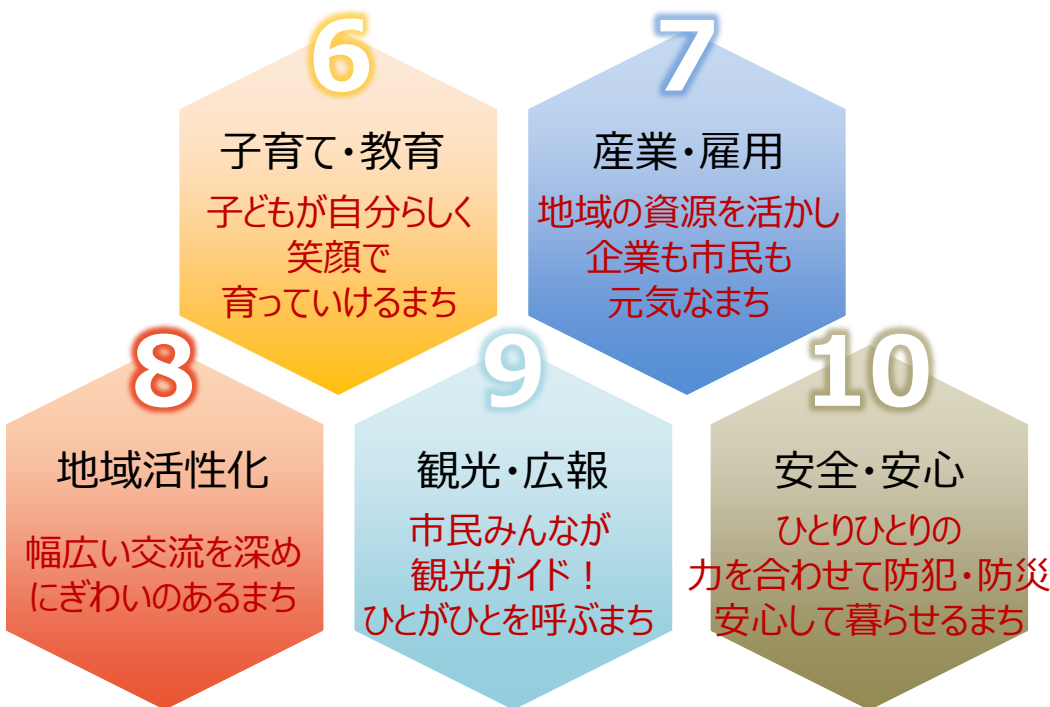 6
子育て・教育
子どもが自分らしく
笑顔で
育っていけるまち
7
産業・雇用
地域の資源を活かし
企業も市民も
元気なまち
8
地域活性化
幅広い交流を深め
にぎわいのあるまち
9
観光・広報
市民みんなが
観光ガイド！
ひとがひとを呼ぶまち
10
安全・安心
ひとりひとりの
力を合わせて防犯・防災
安心して暮らせるまち